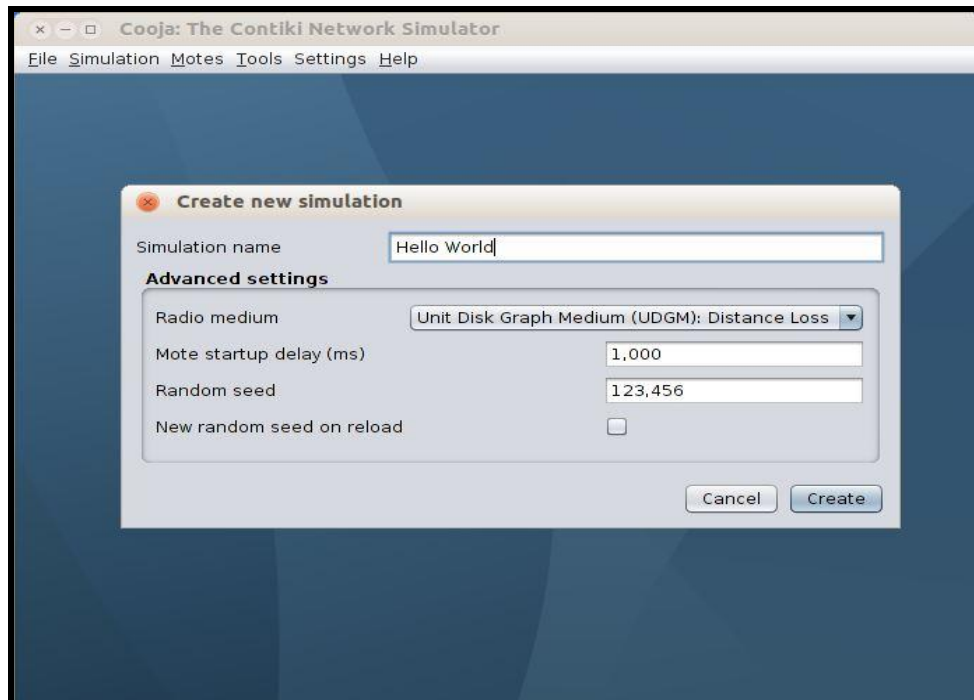 Cooja: The Contiki Network Simulator
File Simulation Motes Tools Settings Help
Create new simulation
Simulation name Hello World
Advanced settings
Radio medium Unit Disk Graph Medium (UDGM): Distance Loss
Mote startup delay (ms) 1,000
Random seed 123,456
New random seed on reload
Cancel Create